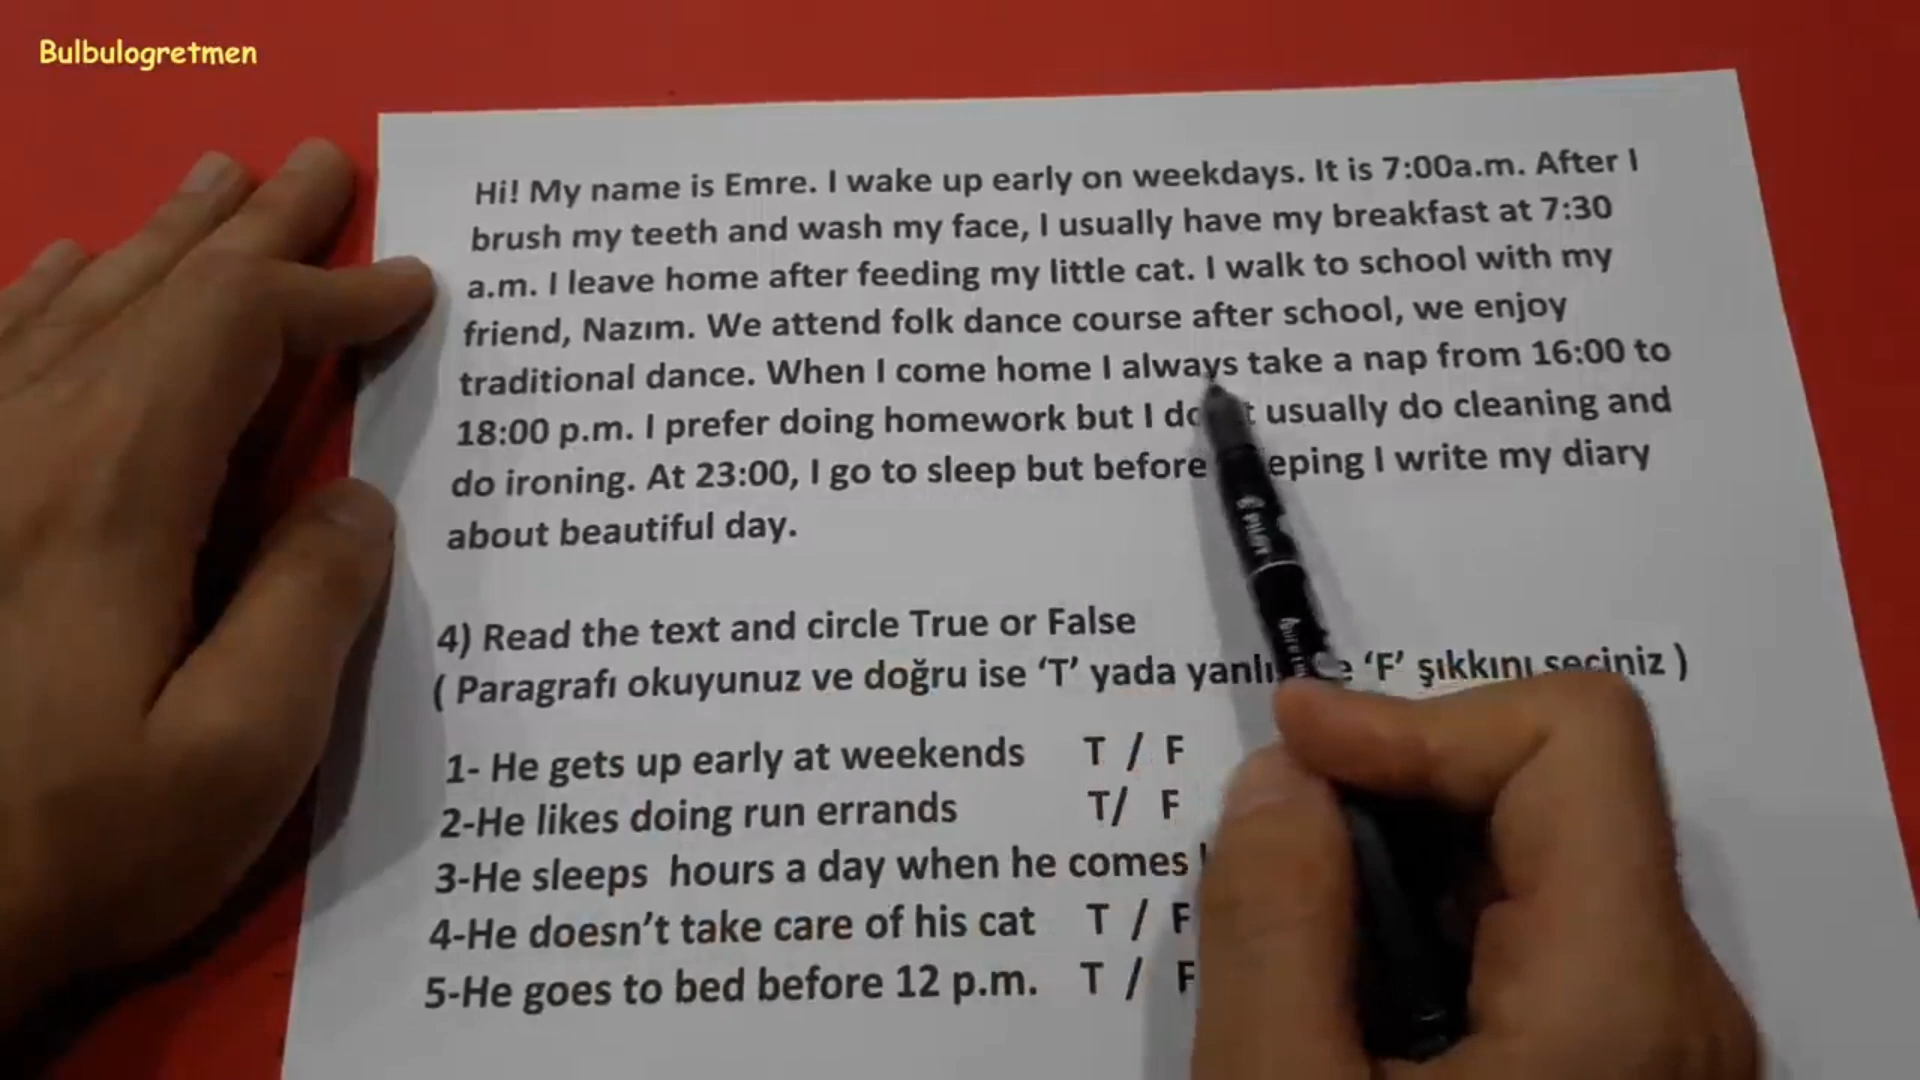 Bulbulogretmen
Hi! My name is Emre. I wake up early on weekdays. It is 7:00a.m. After I
brush my teeth and wash my face, I usually have my breakfast at 7:30
a.m. I leave home after feeding my little cat. I walk to school with my
friend, Nazım. We attend folk dance course after school, we enjoy
traditional dance. When I come home I always take a nap from 16:00 to
18:00 p.m. I prefer doing homework but I usually do cleaning and
do ironing. At 23:00, I go to sleep but before I write my diary
about beautiful day.
4) Read the text and circle True or False
( Paragrafı okuyunuz ve doğru ise ‘T’ yada ‘F’ şıkkını seçiniz )
1- He gets up early at weekends T / F
2-He likes doing run errands T/ F
3-He sleeps hours a day when he comes
4-He doesn’t take care of his cat T / F
5-He goes to bed before 12 p.m. T / F
PILOT